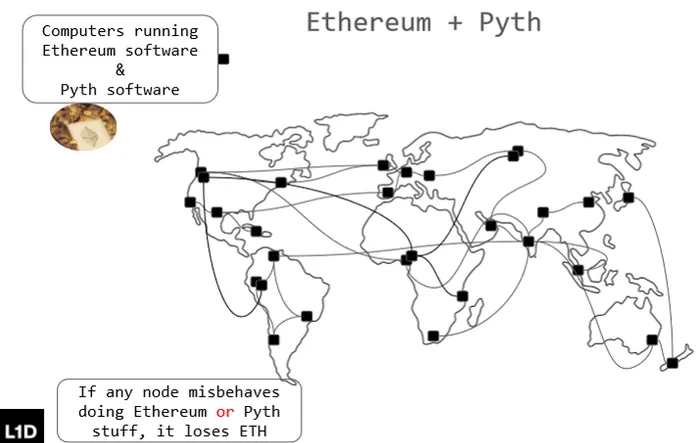 Ethereum + Pyth
Computers running
Ethereum software
&
Pyth software
If any node misbehaves
doing Ethereum or Pyth
stuff, it loses ETH
L1D